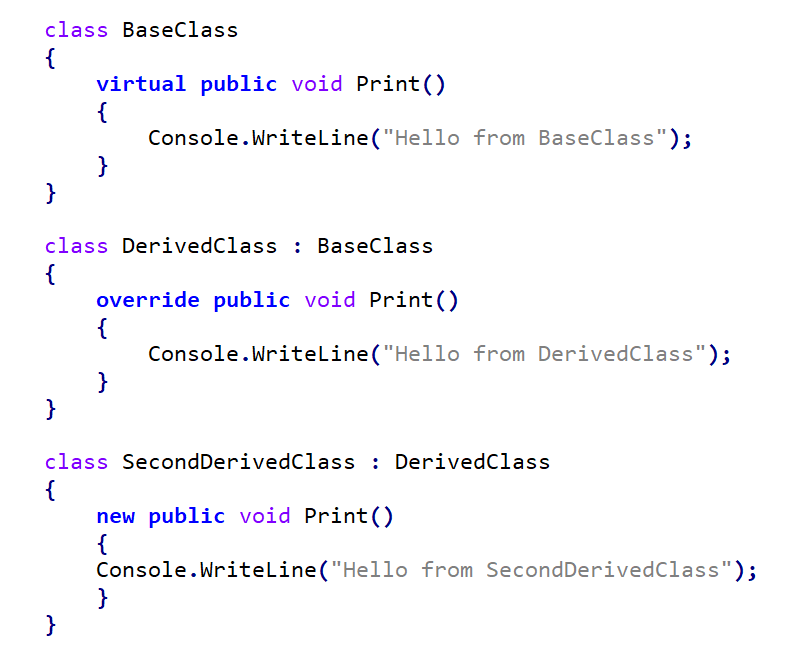 class BaseClass
{
    virtual public void Print()
    {
        Console.WriteLine("Hello from BaseClass");
    }
}

class DerivedClass : BaseClass
{
    override public void Print()
    {
        Console.WriteLine("Hello from DerivedClass");
    }
}

class SecondDerivedClass : DerivedClass
{
    new public void Print()
    {
    Console.WriteLine("Hello from SecondDerivedClass");
    }
}